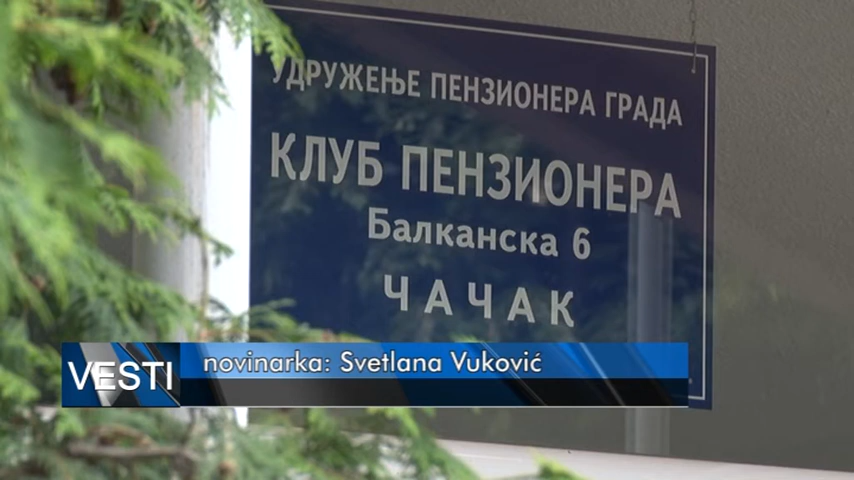 УДРУЖЕЊЕ ПЕНЗИОНЕРА ГРАДА
КЛУБ ПЕНЗИОНЕРА
Балканска 6
ЧАЧАК
VESTI
novinarka: Svetlana Vuković